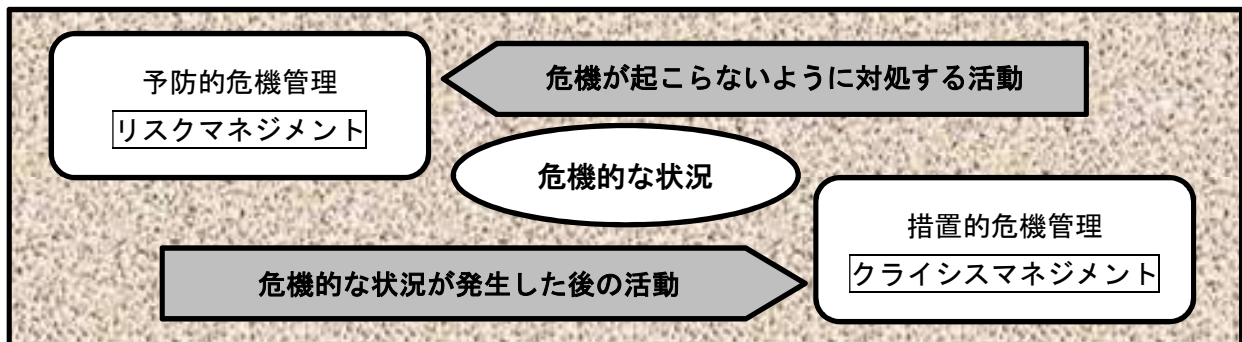 予防的危機管理
リスクマネジメント
危機が起こらないように対処する活動
危機的な状況
措置的危機管理
クライシスマネジメント
危機的な状況が発生した後の活動